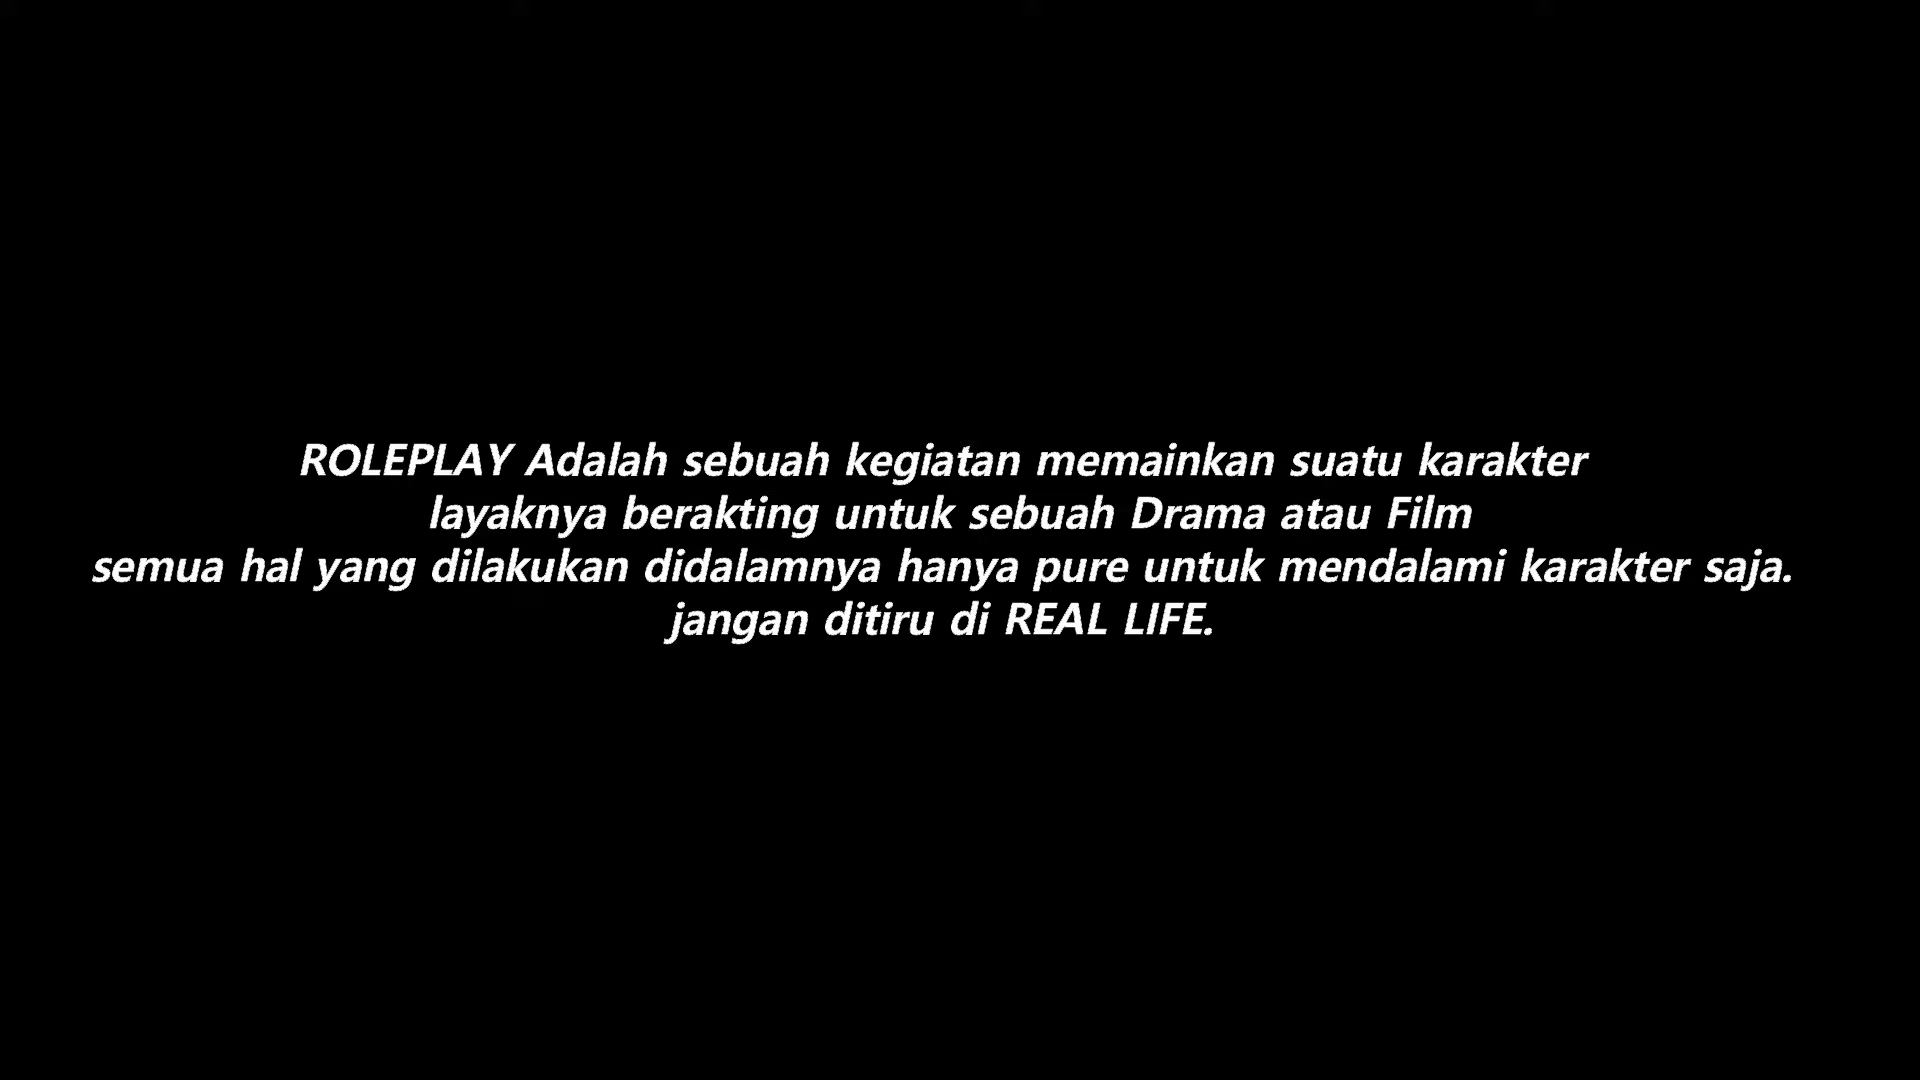 ROLEPLAY Adalah sebuah kegiatan memainkan suatu karakter
layaknya berakting untuk sebuah Drama atau Film
semua hal yang dilakukan didalamnya hanya pure untuk mendalami karakter saja.
jangan ditiru di REAL LIFE.